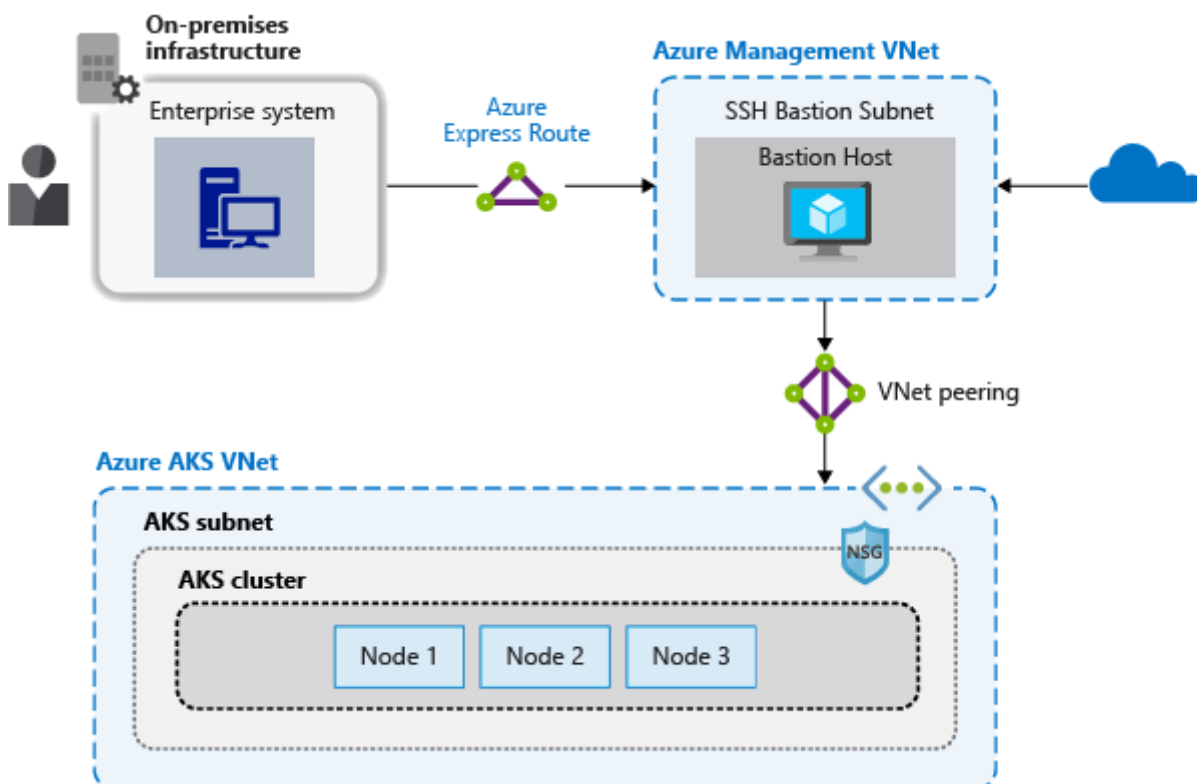 On-premises
infrastructure
Enterprise system
Azure
Express Route
Azure Management VNet
SSH Bastion Subnet
Bastion Host
VNet peering
Azure AKS VNet
AKS subnet
NSG
AKS cluster
Node 1
Node 2
Node 3